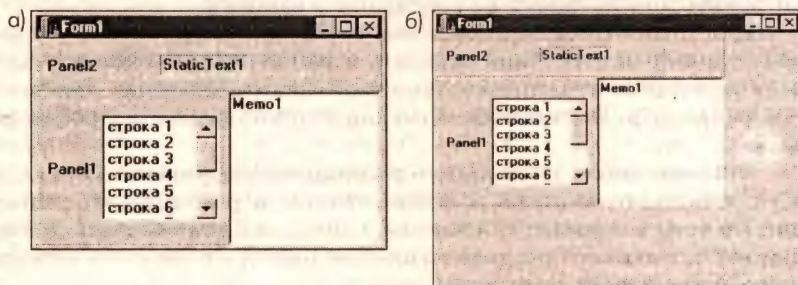 а)
Form1
Panel2
StaticText1
Memo1
Panel1
строка 1
строка 2
строка 3
строка 4
строка 5
строка 6
б)
Form1
Panel2
StaticText1
Memo1
Panel1
строка 1
строка 2
строка 3
строка 4
строка 5
строка 6